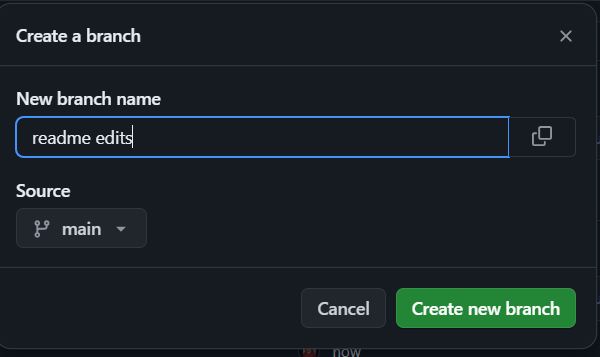 Create a branch
New branch name
readme edits
Source
main
Cancel
Create new branch
now